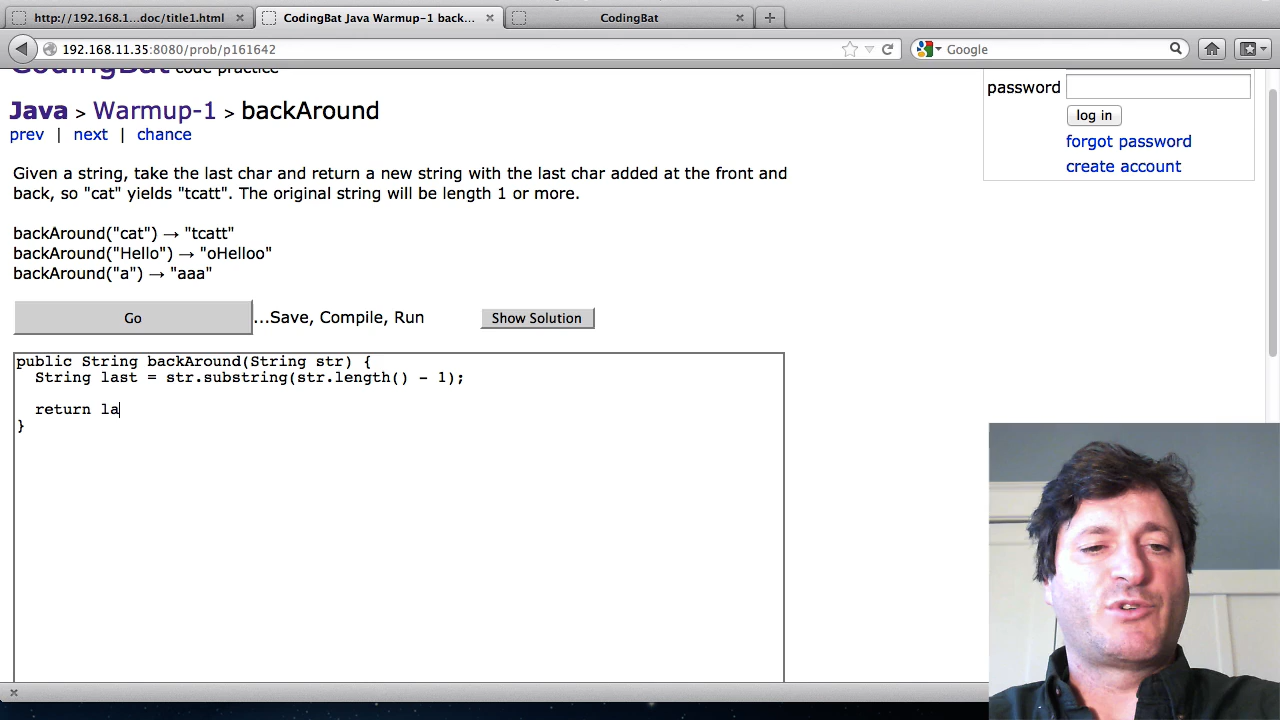 http://192.168.1...doc/title1.html
CodingBat Java Warmup-1 back...
CodingBat
192.168.11.35:8080/prob/p161642
Google
CodingBat code practice
password
Java > Warmup-1 > backAround
log in
prev | next | chance
forgot password
create account
Given a string, take the last char and return a new string with the last char added at the front and
back, so "cat" yields "tcatt". The original string will be length 1 or more.
backAround("cat") → "tcatt"
backAround("Hello") → "oHelloo"
backAround("a") → "aaa"
Go
...Save, Compile, Run
Show Solution
public String backAround(String str) {
String last = str.substring(str.length() - 1);
return la
}